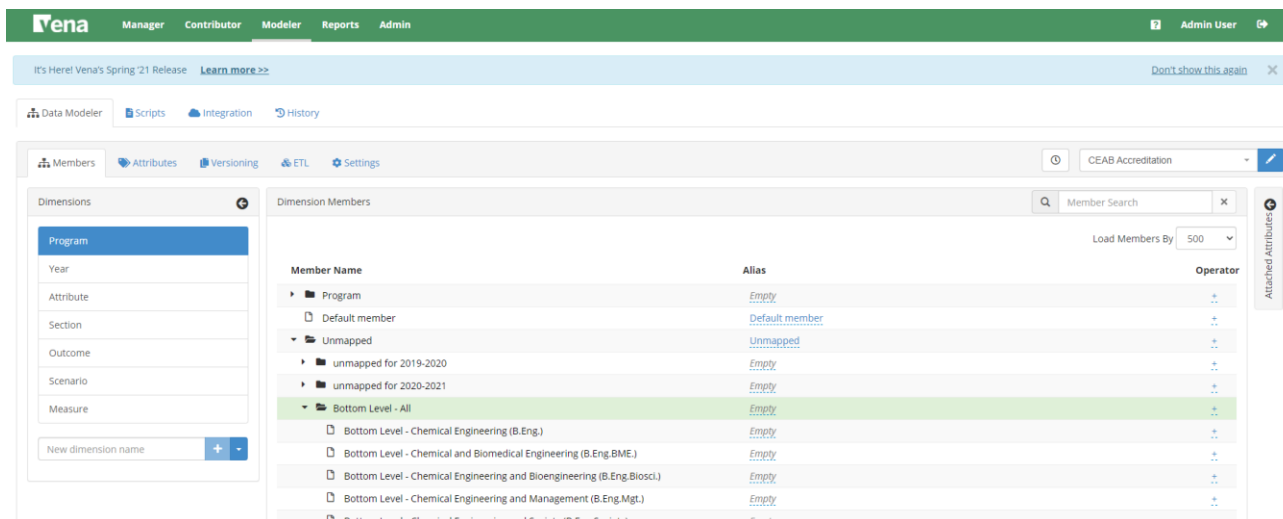 Vena Manager Contributor Modeler Reports Admin ? Admin User
It's Here! Vena's Spring '21 Release Learn more >> Don't show this again
Data Modeler Scripts Integration History
Members Attributes Versioning ETL Settings CEAB Accreditation
Dimensions
Program
Year
Attribute
Section
Outcome
Scenario
Measure
New dimension name +
Dimension Members Member Search
Load Members By 500
Member Name Alias Operator
Program Empty +
Default member Default member +
Unmapped Unmapped +
unmapped for 2019-2020 Empty +
unmapped for 2020-2021 Empty +
Bottom Level - All Empty +
Bottom Level - Chemical Engineering (B.Eng.) Empty +
Bottom Level - Chemical and Biomedical Engineering (B.Eng.BME.) Empty +
Bottom Level - Chemical Engineering and Bioengineering (B.Eng.Biosci.) Empty +
Bottom Level - Chemical Engineering and Management (B.Eng.Mgt.) Empty +
Attached Attributes